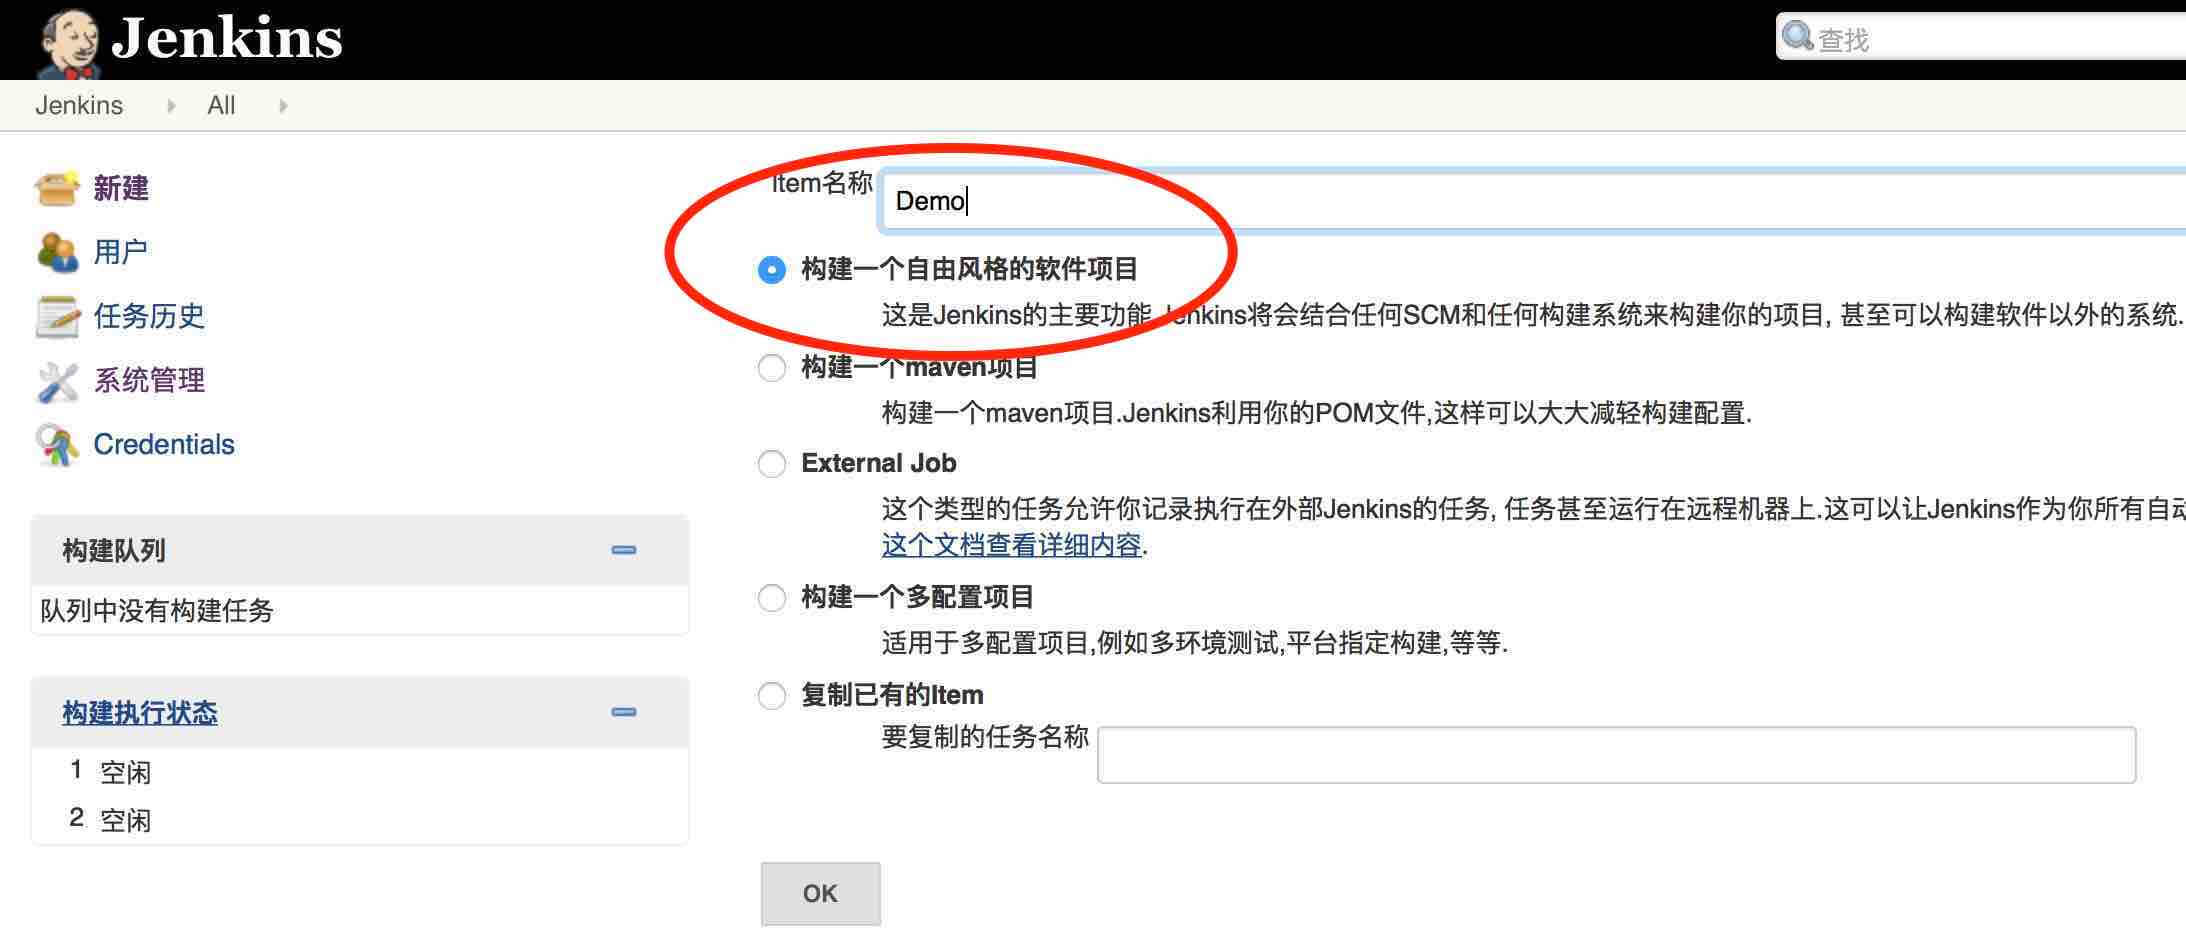 Jenkins
查找
Jenkins All
新建
用户
任务历史
系统管理
Credentials
构建队列
队列中没有构建任务
构建执行状态
1 空闲
2 空闲
Item名称 Demo
构建一个自由风格的软件项目
这是Jenkins的主要功能.Jenkins将会结合任何SCM和任何构建系统来构建你的项目, 甚至可以构建软件以外的系统.
构建一个maven项目
构建一个maven项目.Jenkins利用你的POM文件,这样可以大大减轻构建配置.
External Job
这个类型的任务允许你记录执行在外部Jenkins的任务, 任务甚至运行在远程机器上.这可以让Jenkins作为你所有自动
这个文档查看详细内容.
构建一个多配置项目
适用于多配置项目,例如多环境测试,平台指定构建,等等.
复制已有的Item
要复制的任务名称
OK